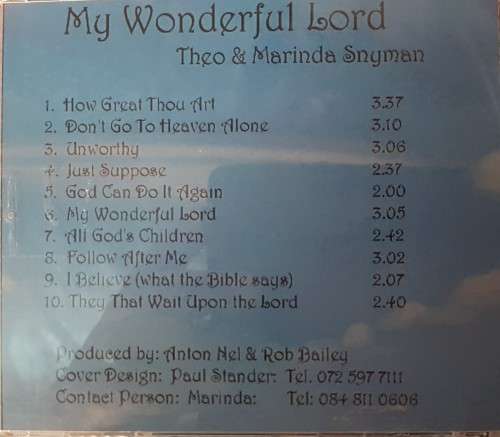 My Wonderful Lord
Theo & Marinda Snyman
1. How Great Thou Art 3.37
2. Don't Go To Heaven Alone 3.10
3. Unworthy 3.06
4. Just Suppose 2.37
5. God Can Do It Again 2.00
6. My Wonderful Lord 3.05
7. All God's Children 2.42
8. Follow After Me 3.02
9. I Believe (what the Bible says) 2.07
10. They That Wait Upon the Lord 2.40
Produced by: Anton Nel & Rob Bailey
Cover Design: Paul Stander: Tel. 072 597 7111
Contact Person: Marinda: Tel: 084 811 0606